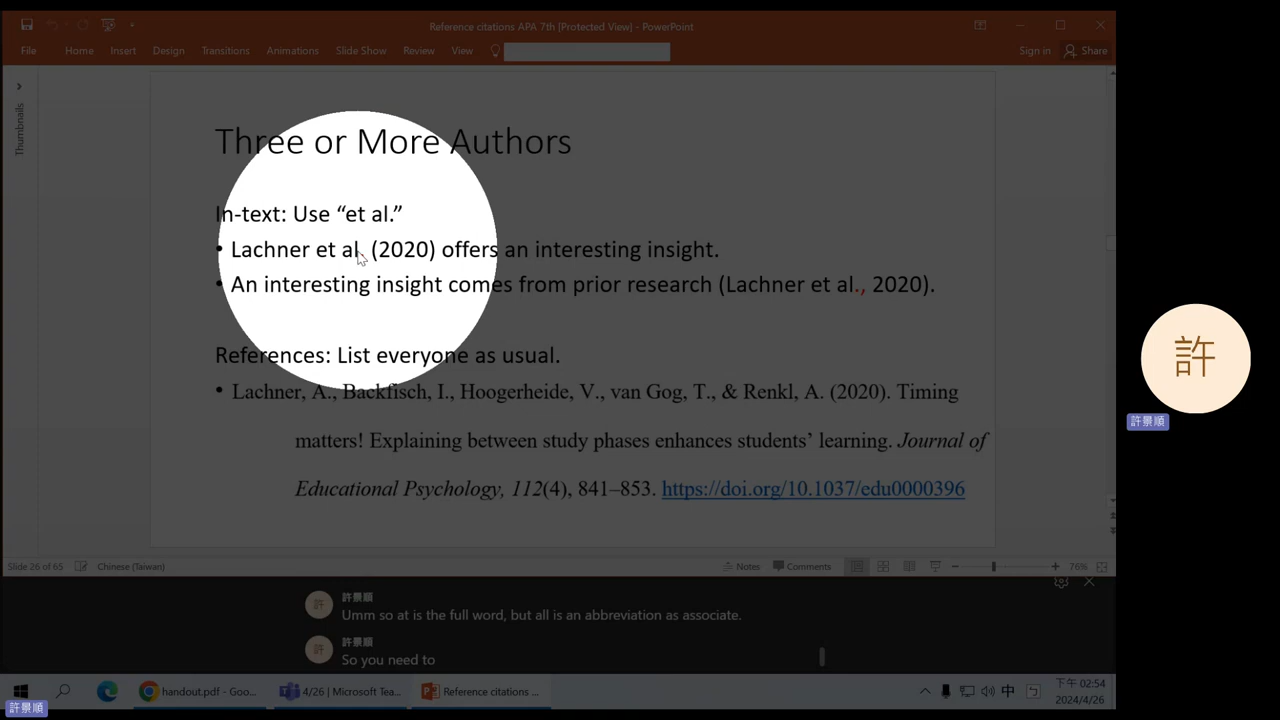 Reference citations APA 7th [Protected View] - PowerPoint
File Home Insert Design Transitions Animations Slide Show Review View Sign in Share
Thumbnails
Three or More Authors
In-text: Use “et al.”
• Lachner et al. (2020) offers an interesting insight.
• An interesting insight comes from prior research (Lachner et al., 2020).
References: List everyone as usual.
• Lachner, A., Backfisch, I., Hoogerheide, V., van Gog, T., & Renkl, A. (2020). Timing
matters! Explaining between study phases enhances students’ learning. Journal of
Educational Psychology, 112(4), 841–853. https://doi.org/10.1037/edu0000396
許
許景順
Slide 26 of 65 Chinese (Taiwan) Notes Comments 76%
許 許景順
Umm so at is the full word, but all is an abbreviation as associate.
許 許景順
So you need to
handout.pdf - Goo... 4/26 | Microsoft Tea... Reference citations ... 中 下午 02:54
2024/4/26
許景順